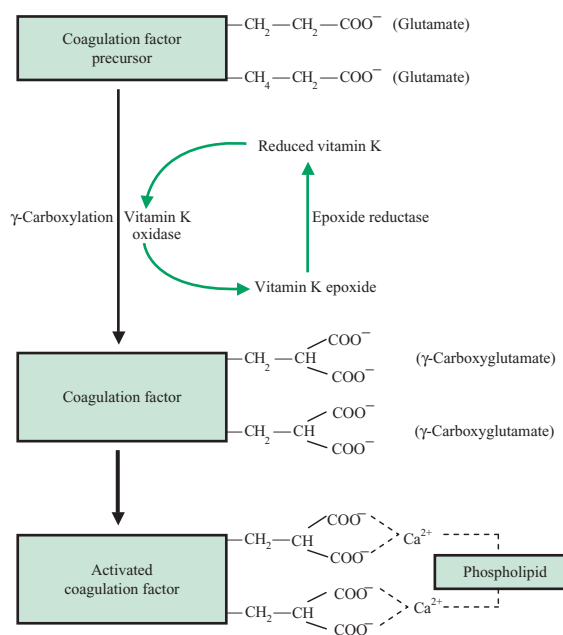 Coagulation factor
precursor
—CH₂—CH₂—COO⁻ (Glutamate)
—CH₄—CH₂—COO⁻ (Glutamate)
Reduced vitamin K
γ-Carboxylation
Vitamin K
oxidase
Epoxide reductase
Vitamin K epoxide
Coagulation factor
COO⁻
—CH₂—CH
COO⁻
(γ-Carboxyglutamate)
COO⁻
—CH₂—CH
COO⁻
(γ-Carboxyglutamate)
Activated
coagulation factor
COO⁻
—CH₂—CH
COO⁻
Ca²⁺
Phospholipid
COO⁻
—CH₂—CH
COO⁻
Ca²⁺